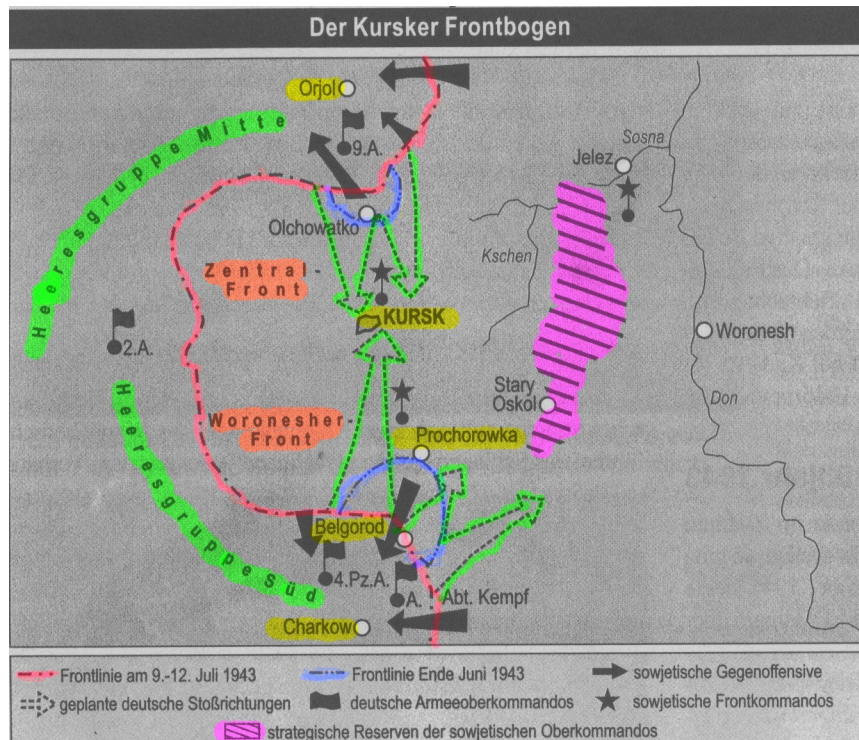 Der Kursker Frontbogen
Orjol
Heeresgruppe Mitte
9.A.
Sosna
Jelez
Olchowatko
Kschen
Zentral-
Front
KURSK
2.A.
Woronesh
Stary
Oskol
Don
Woronesher-
Front
Prochorowka
Heeresgruppe Süd
Belgorod
4.Pz.A.
A.
Abt. Kempf
Charkow
Frontlinie am 9.-12. Juli 1943
Frontlinie Ende Juni 1943
sowjetische Gegenoffensive
geplante deutsche Stoßrichtungen
deutsche Armeeoberkommandos
sowjetische Frontkommandos
strategische Reserven der sowjetischen Oberkommandos